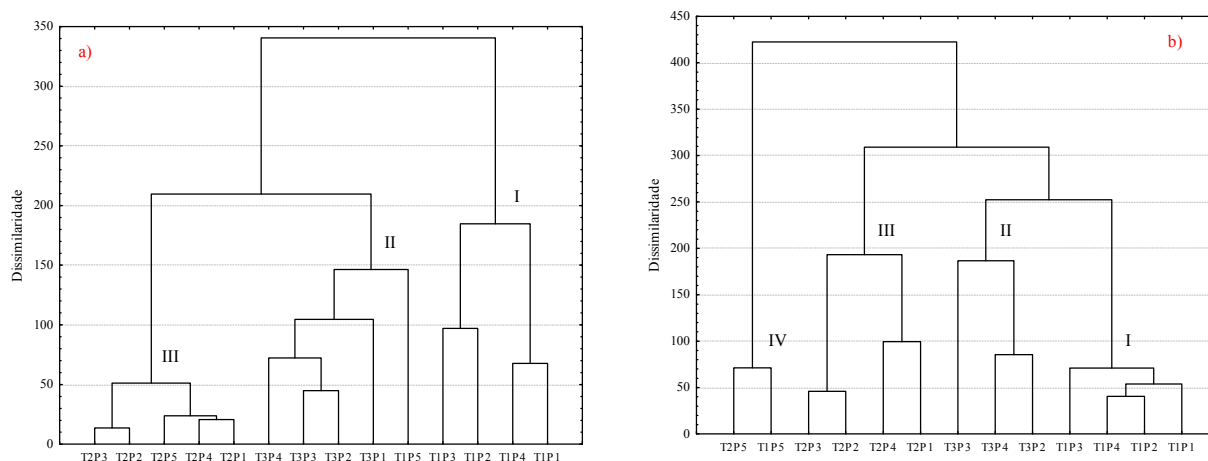 a)
350
300
250
200
150
100
50
0
Dissimilaridade
I
II
III
T2P3 T2P2 T2P5 T2P4 T2P1 T3P4 T3P3 T3P2 T3P1 T1P5 T1P3 T1P2 T1P4 T1P1
b)
450
400
350
300
250
200
150
100
50
0
Dissimilaridade
III
II
IV
I
T2P5 T1P5 T2P3 T2P2 T2P4 T2P1 T3P3 T3P4 T3P2 T1P3 T1P4 T1P2 T1P1